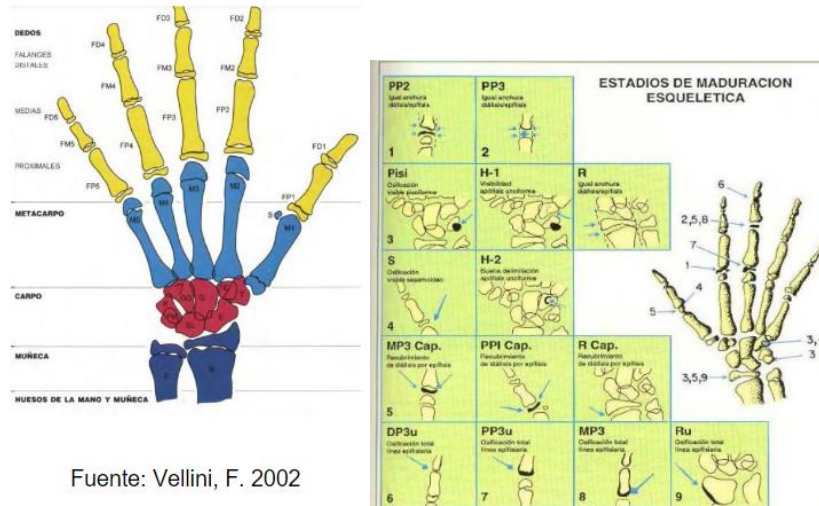 DEDOS
FALANGES
DISTALES
MEDIAS
PROXIMALES
METACARPO
CARPO
MUÑECA
HUESOS DE LA MANO Y MUÑECA
FD3
FD2
FD4
FM3
FM2
FM4
FP3
PP2
FD1
FM5
FP4
FP5
FP1
M3
M2
M4
M5
S
M1
G
Fuente: Vellini, F. 2002
ESTADIOS DE MADURACION
ESQUELETICA
PP2
Igual anchura
diáfisis/epífisis
1
PP3
Igual anchura
diáfisis/epífisis
2
Pisi
Osificación
visible pisiforme
3
H-1
Visibilidad
apófisis unciforme
R
Igual anchura
diáfisis/epífisis
S
Osificación
visible sesamoideo
4
H-2
Buena delimitación
apófisis unciforme
MP3 Cap.
Recubrimiento
de diáfisis por epífisis
5
PPI Cap.
Recubrimiento
de diáfisis por epífisis
R Cap.
Recubrimiento
de diáfisis por epífisis
DP3u
Osificación total
línea epifisiaria
6
PP3u
Osificación total
línea epifisiaria
7
MP3
Osificación total
línea epifisiaria
8
Ru
Osificación total
línea epifisiaria
9
6
2,5,8
7
1
4
5
3
3,5,9